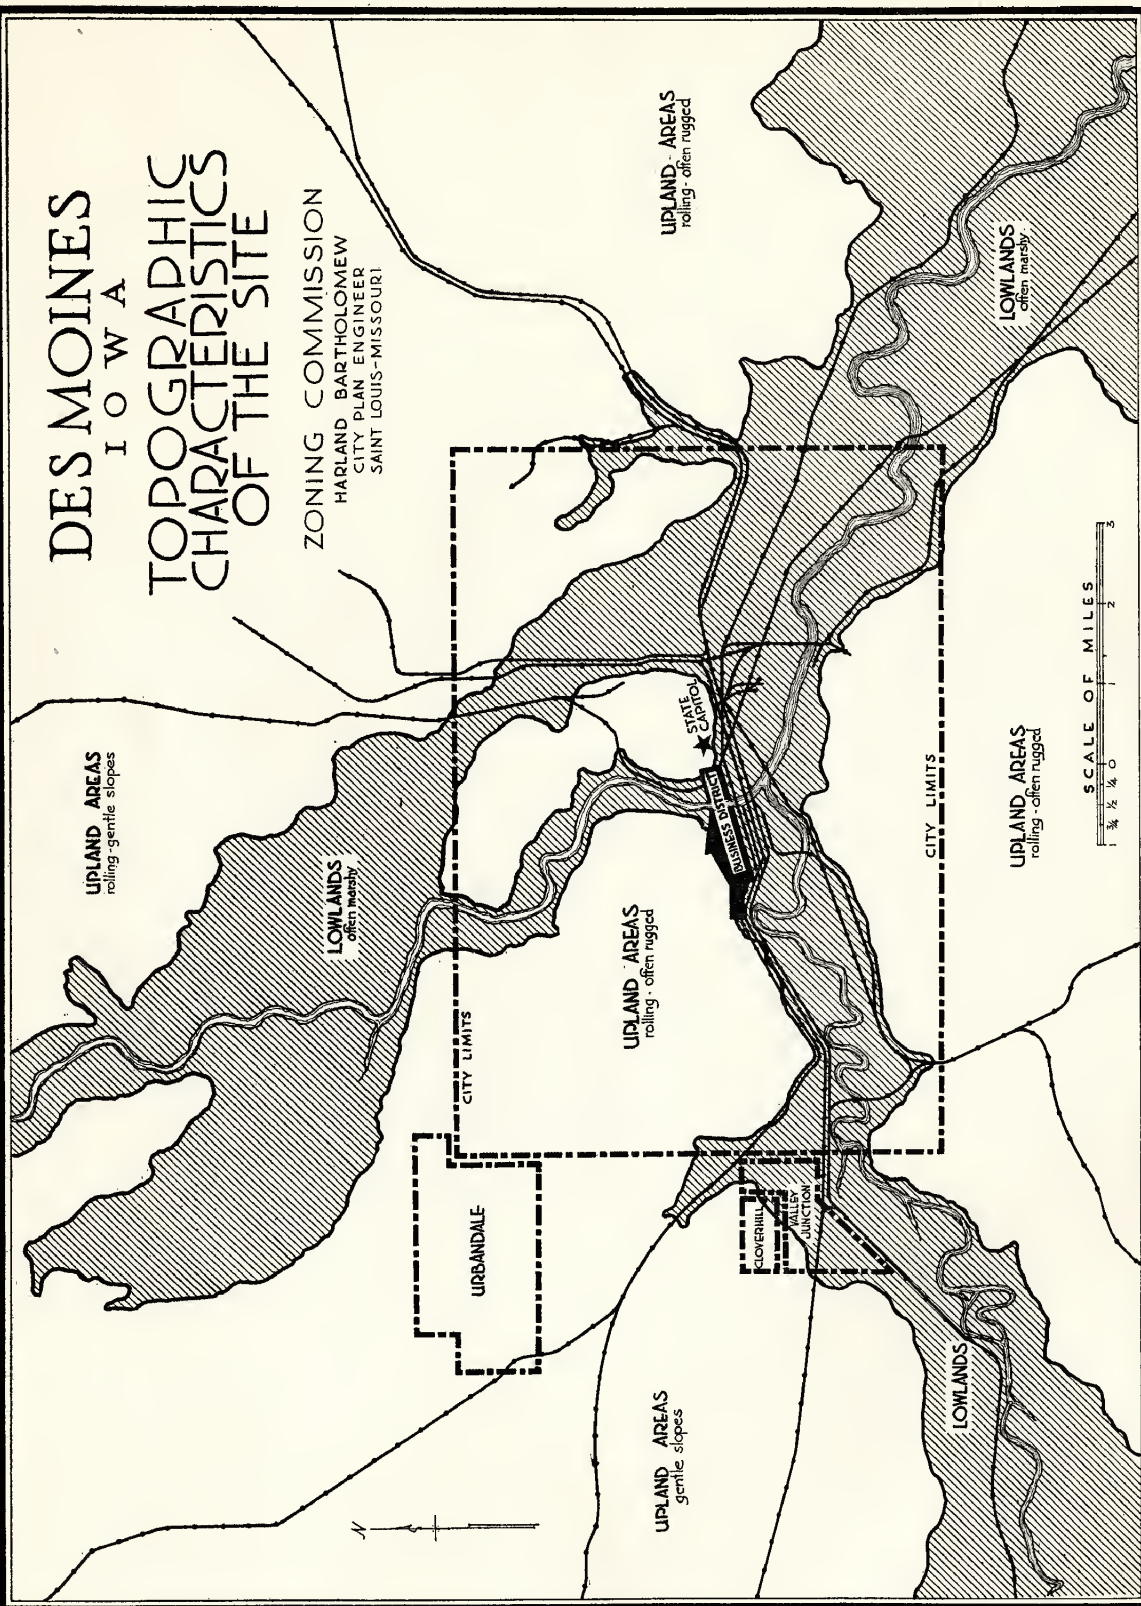 DES MOINES
IOWA
TOPOGRAPHIC
CHARACTERISTICS
OF THE SITE
ZONING COMMISSION
HARLAND BARTHOLOMEW
CITY PLAN ENGINEER
SAINT LOUIS-MISSOURI
UPLAND AREAS
rolling-gentle slopes
LOWLANDS
often marshy
UPLAND-AREAS
rolling-often rugged
CITY LIMITS
URBANDALE
N
UPLAND AREAS
rolling-often rugged
STATE
CAPITOL
BUSINESS DISTRICT
UPLAND AREAS
gentle slopes
CLOVERHILL
VALLEY
JUNCTION
LOWLANDS
often marshy
CITY LIMITS
LOWLANDS
UPLAND AREAS
rolling-often rugged
SCALE OF MILES
1 ¾ ½ ¼ 0 1 2 3